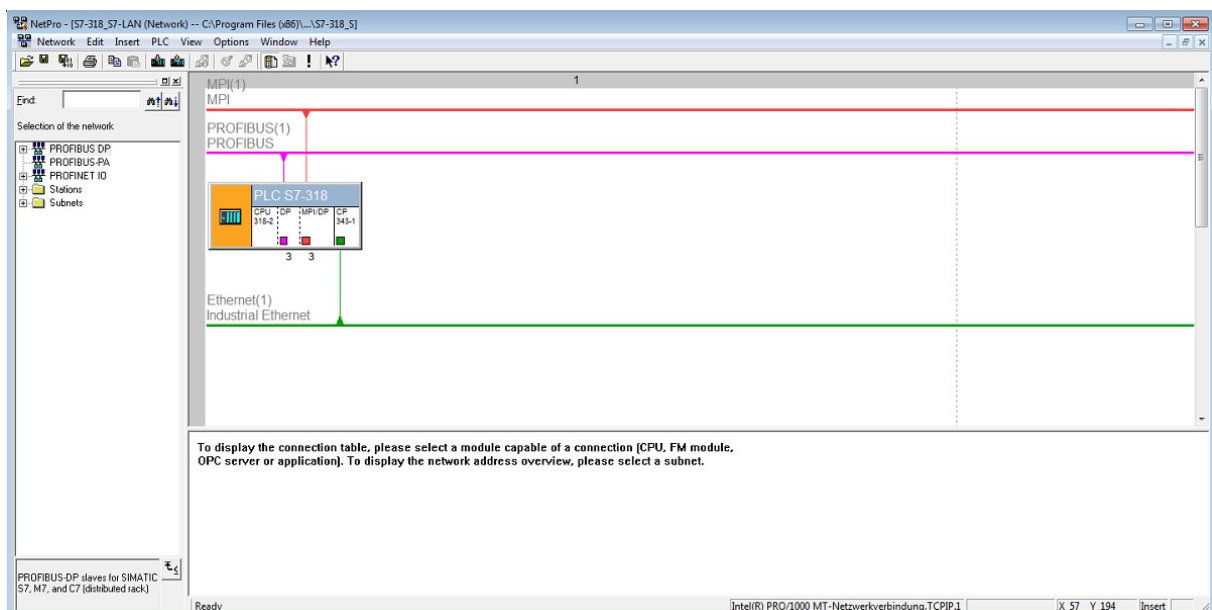 NetPro - [S7-318_S7-LAN (Network) -- C:\Program Files (x86)\...\S7-318_S]
Network Edit Insert PLC View Options Window Help
Find:
Selection of the network
PROFIBUS DP
PROFIBUS-PA
PROFINET IO
Stations
Subnets
PROFIBUS-DP slaves for SIMATIC
S7, M7, and C7 (distributed rack)
1
MPI(1)
MPI
PROFIBUS(1)
PROFIBUS
PLC S7-318
CPU DP MPI/DP CP
318-2 343-1
3 3
Ethernet(1)
Industrial Ethernet
To display the connection table, please select a module capable of a connection (CPU, FM module,
OPC server or application). To display the network address overview, please select a subnet.
Ready Intel(R) PRO/1000 MT-Netzwerkverbindung.TCPIP.1 X 57 Y 194 Insert